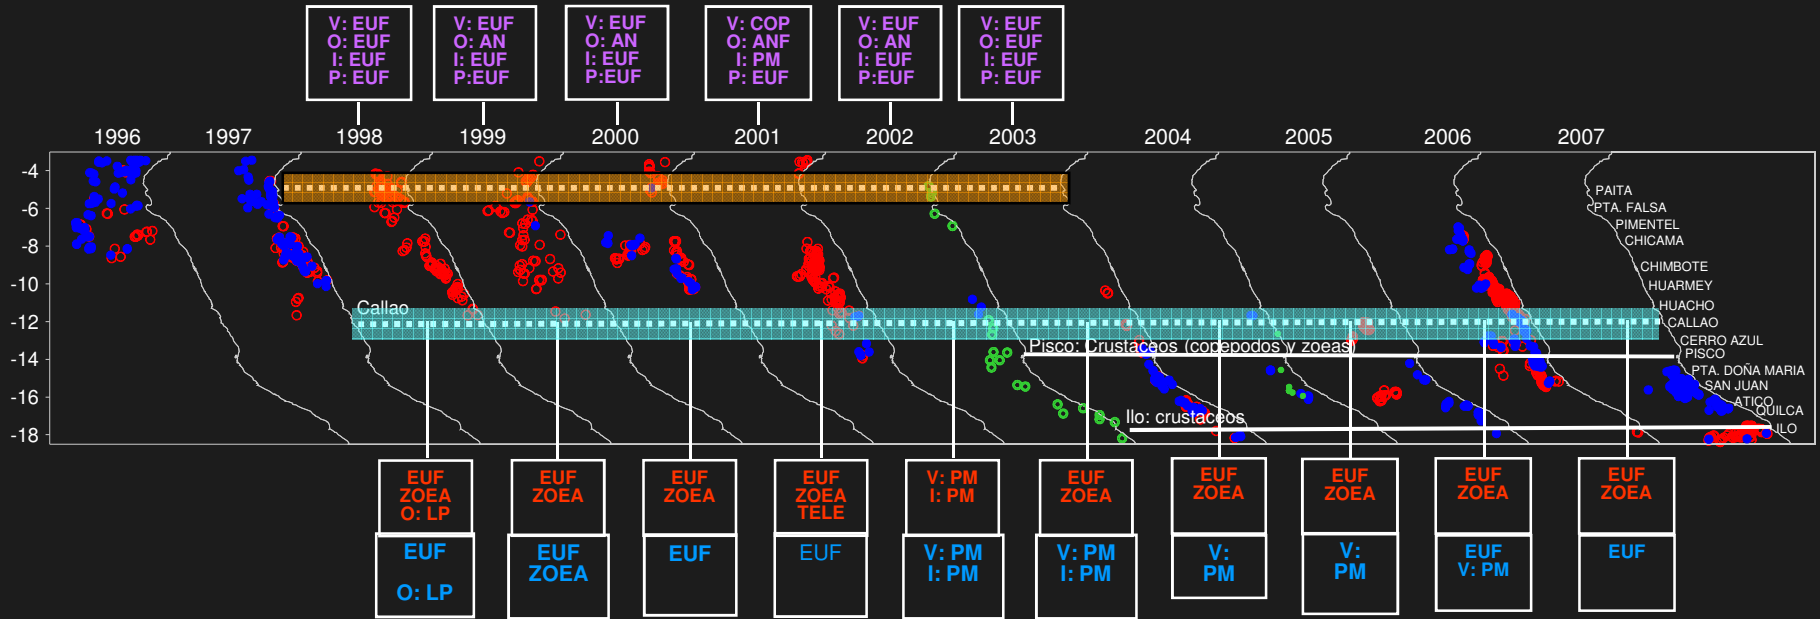 V: EUF
O: EUF
I: EUF
P: EUF
V: EUF
O: AN
I: EUF
P:EUF
V: EUF
O: AN
I: EUF
P:EUF
V: COP
O: ANF
I: PM
P: EUF
V: EUF
O: AN
I: EUF
P:EUF
V: EUF
O: EUF
I: EUF
P: EUF
1996 1997 1998 1999 2000 2001 2002 2003 2004 2005 2006 2007
-4
-6
-8
-10
-12
-14
-16
-18
PAITA
PTA. FALSA
PIMENTEL
CHICAMA
CHIMBOTE
HUARMEY
HUACHO
CALLAO
CERRO AZUL
PISCO
PTA. DOÑA MARIA
SAN JUAN
ATICO
QUILCA
ILO
Callao
Pisco: Crustaceos (copepodos y zoeas)
Ilo: crustaceos
EUF
ZOEA
O: LP
EUF
ZOEA
EUF
ZOEA
EUF
ZOEA
TELE
V: PM
I: PM
EUF
ZOEA
EUF
ZOEA
EUF
ZOEA
EUF
ZOEA
EUF
ZOEA
EUF
O: LP
EUF
ZOEA
EUF
EUF
V: PM
I: PM
V: PM
I: PM
V:
PM
V:
PM
EUF
V: PM
EUF